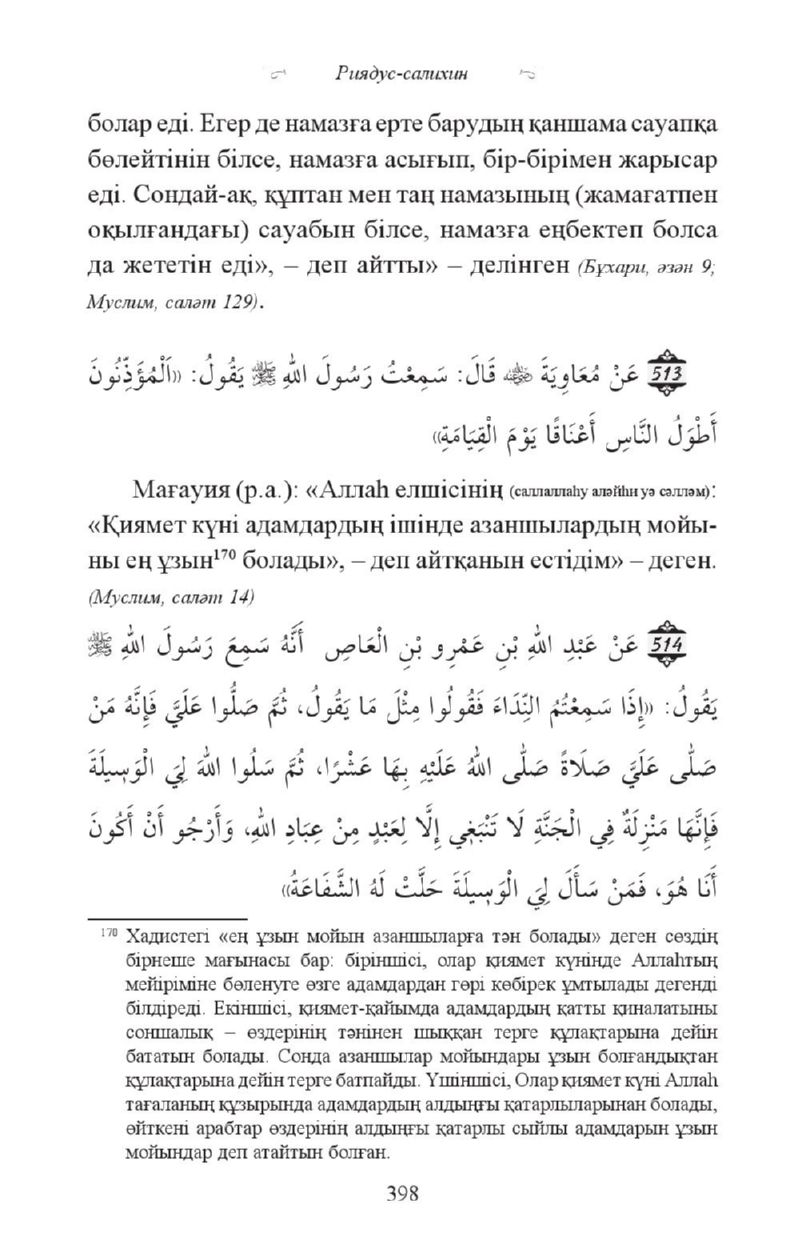 Риядус-салихин
болар еді. Егер де намазға ерте барудың қаншама сауапқа
бөлейтінін білсе, намазға асығып, бір-бірімен жарысар
еді. Сондай-ақ, құптан мен таң намазының (жамағатпен
оқылғандағы) сауабын білсе, намазға еңбектеп болса
да жететін еді», – деп айтты» – делінген (Бұхари, әзән 9;
Муслим, саләт 129).
513 عَنْ مُعَاوِيَةَ ﵁ قَالَ: سَمِعْتُ رَسُولَ اللهِ ﷺ يَقُولُ: «اَلْمُؤَذِّنُونَ
أَطْوَلُ النَّاسِ أَعْنَاقًا يَوْمَ الْقِيَامَةِ»
Мағауия (р.а.): «Аллаһ елшісінің (саллаллаһу аләйһи уә сәлләм):
«Қиямет күні адамдардың ішінде азаншылардың мойы-
ны ең ұзын¹⁷⁰ болады», – деп айтқанын естідім» – деген.
(Муслим, саләт 14)
514 عَنْ عَبْدِ اللهِ بْنِ عَمْرِو بْنِ الْعَاصِ أَنَّهُ سَمِعَ رَسُولَ اللهِ ﷺ
يَقُولُ: «إِذَا سَمِعْتُمُ النِّدَاءَ فَقُولُوا مِثْلَ مَا يَقُولُ، ثُمَّ صَلُّوا عَلَيَّ فَإِنَّهُ مَنْ
صَلَّى عَلَيَّ صَلَاةً صَلَّى اللهُ عَلَيْهِ بِهَا عَشْرًا، ثُمَّ سَلُوا اللهَ لِيَ الْوَسِيلَةَ
فَإِنَّهَا مَنْزِلَةٌ فِي الْجَنَّةِ لَا تَنْبَغِي إِلَّا لِعَبْدٍ مِنْ عِبَادِ اللهِ، وَأَرْجُو أَنْ أَكُونَ
أَنَا هُوَ، فَمَنْ سَأَلَ لِيَ الْوَسِيلَةَ حَلَّتْ لَهُ الشَّفَاعَةُ»
¹⁷⁰ Хадистегі «ең ұзын мойын азаншыларға тән болады» деген сөздің
бірнеше мағынасы бар: біріншісі, олар қиямет күнінде Аллаһтың
мейіріміне бөленуге өзге адамдардан гөрі көбірек ұмтылады дегенді
білдіреді. Екіншісі, қиямет-қайымда адамдардың қатты қиналатыны
соншалық – өздерінің тәнінен шыққан терге құлақтарына дейін
бататын болады. Сонда азаншылар мойындары ұзын болғандықтан
құлақтарына дейін терге батпайды. Үшіншісі, Олар қиямет күні Аллаһ
тағаланың құзырында адамдардың алдыңғы қатарлыларынан болады,
өйткені арабтар өздерінің алдыңғы қатарлы сыйлы адамдарын ұзын
мойындар деп атайтын болған.
398